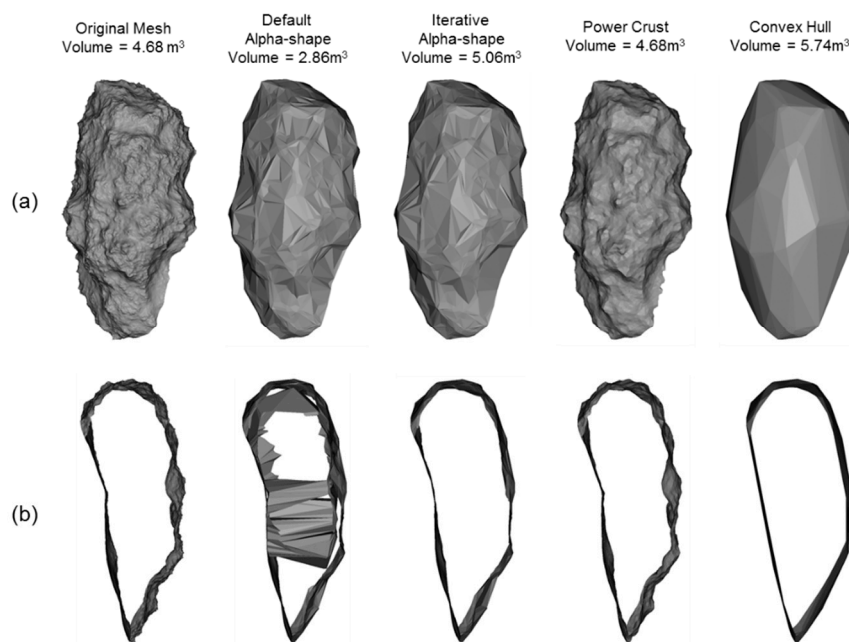 Original Mesh
Volume = 4.68 m³
Default
Alpha-shape
Volume = 2.86m³
Iterative
Alpha-shape
Volume = 5.06m³
Power Crust
Volume = 4.68m³
Convex Hull
Volume = 5.74m³
(a)
(b)